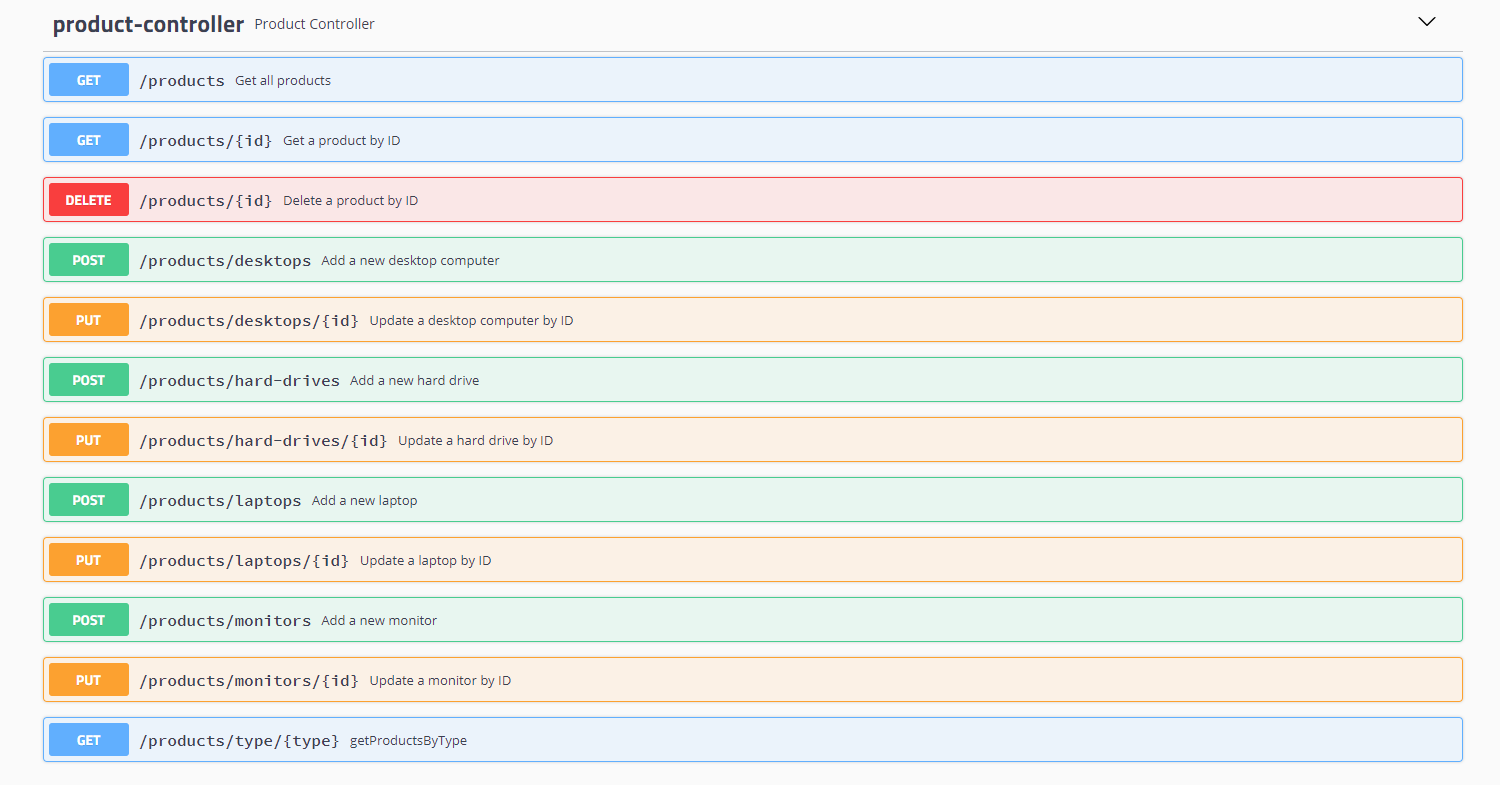 product-controller Product Controller
GET /products Get all products
GET /products/{id} Get a product by ID
DELETE /products/{id} Delete a product by ID
POST /products/desktops Add a new desktop computer
PUT /products/desktops/{id} Update a desktop computer by ID
POST /products/hard-drives Add a new hard drive
PUT /products/hard-drives/{id} Update a hard drive by ID
POST /products/laptops Add a new laptop
PUT /products/laptops/{id} Update a laptop by ID
POST /products/monitors Add a new monitor
PUT /products/monitors/{id} Update a monitor by ID
GET /products/type/{type} getProductsByType